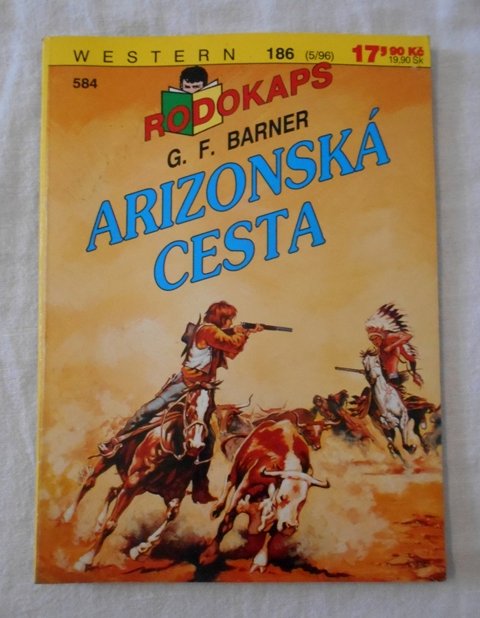 WESTERN 186 (5/96) 17,90 Kč
19,90 Sk
584
RODOKAPS
G. F. BARNER
ARIZONSKÁ
CESTA